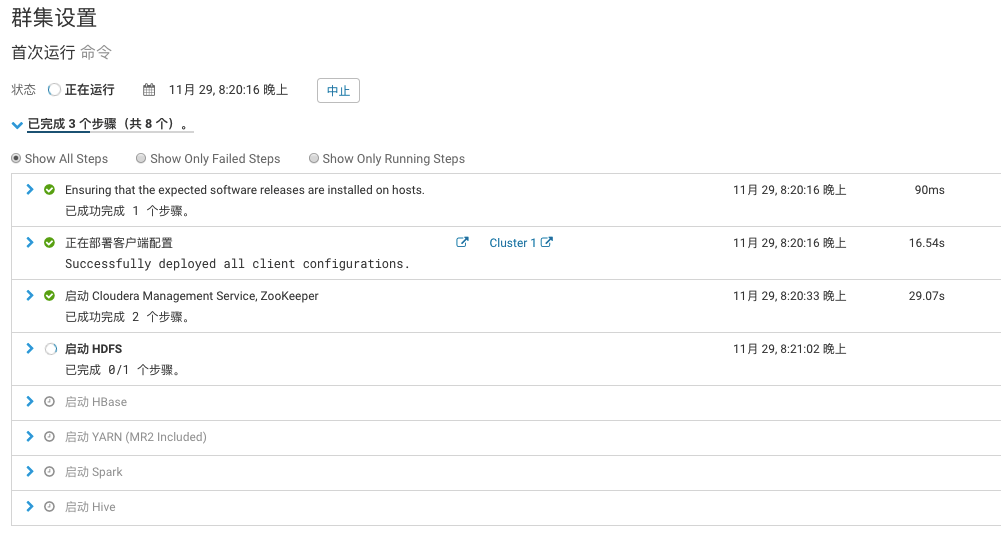 群集设置
首次运行 命令
状态 正在运行 11月 29, 8:20:16 晚上 中止
已完成 3 个步骤（共 8 个）。
Show All Steps Show Only Failed Steps Show Only Running Steps
Ensuring that the expected software releases are installed on hosts. 11月 29, 8:20:16 晚上 90ms
已成功完成 1 个步骤。
正在部署客户端配置 Cluster 1 11月 29, 8:20:16 晚上 16.54s
Successfully deployed all client configurations.
启动 Cloudera Management Service, ZooKeeper 11月 29, 8:20:33 晚上 29.07s
已成功完成 2 个步骤。
启动 HDFS 11月 29, 8:21:02 晚上
已完成 0/1 个步骤。
启动 HBase
启动 YARN (MR2 Included)
启动 Spark
启动 Hive